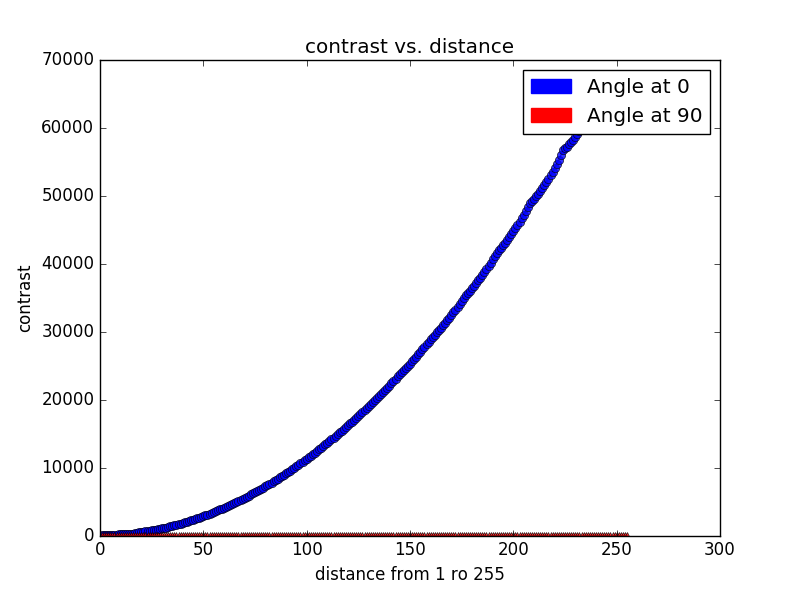 contrast vs. distance
70000
60000
50000
40000
30000
20000
10000
0
Angle at 0
Angle at 90
contrast
0 50 100 150 200 250 300
distance from 1 ro 255